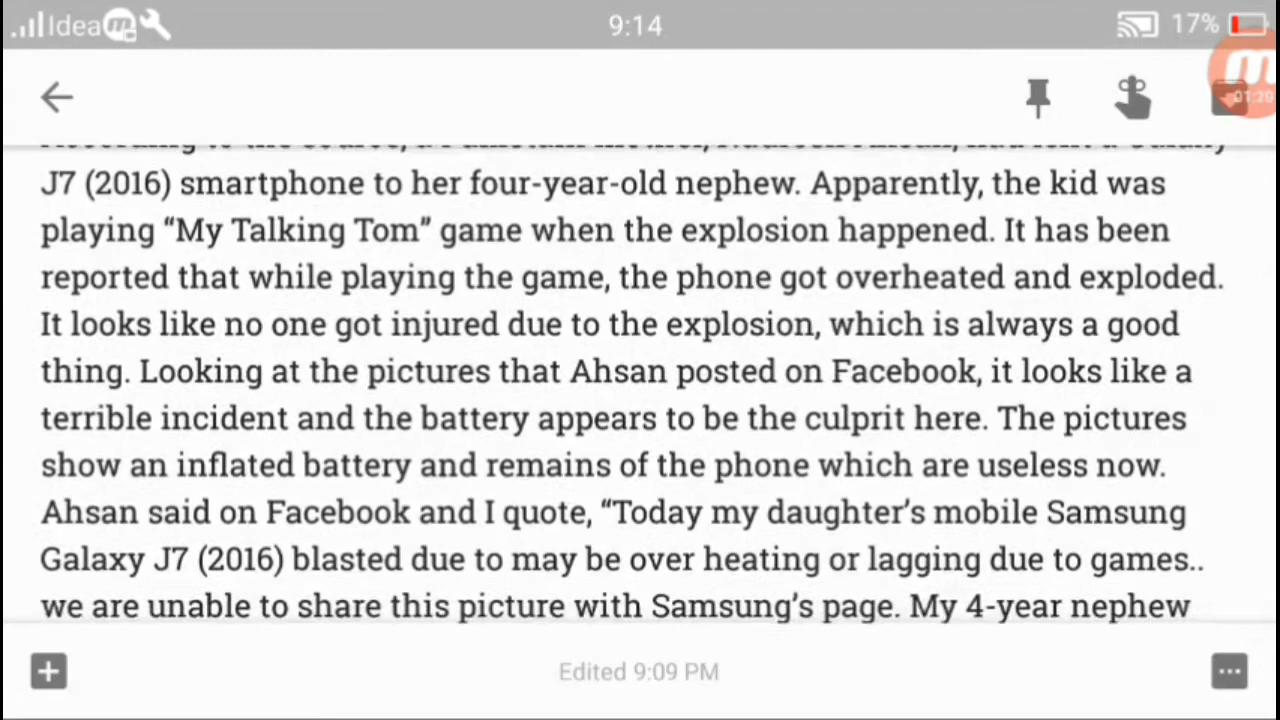 Idea
9:14
17%
01:29
J7 (2016) smartphone to her four-year-old nephew. Apparently, the kid was
playing “My Talking Tom” game when the explosion happened. It has been
reported that while playing the game, the phone got overheated and exploded.
It looks like no one got injured due to the explosion, which is always a good
thing. Looking at the pictures that Ahsan posted on Facebook, it looks like a
terrible incident and the battery appears to be the culprit here. The pictures
show an inflated battery and remains of the phone which are useless now.
Ahsan said on Facebook and I quote, “Today my daughter’s mobile Samsung
Galaxy J7 (2016) blasted due to may be over heating or lagging due to games..
we are unable to share this picture with Samsung’s page. My 4-year nephew
Edited 9:09 PM